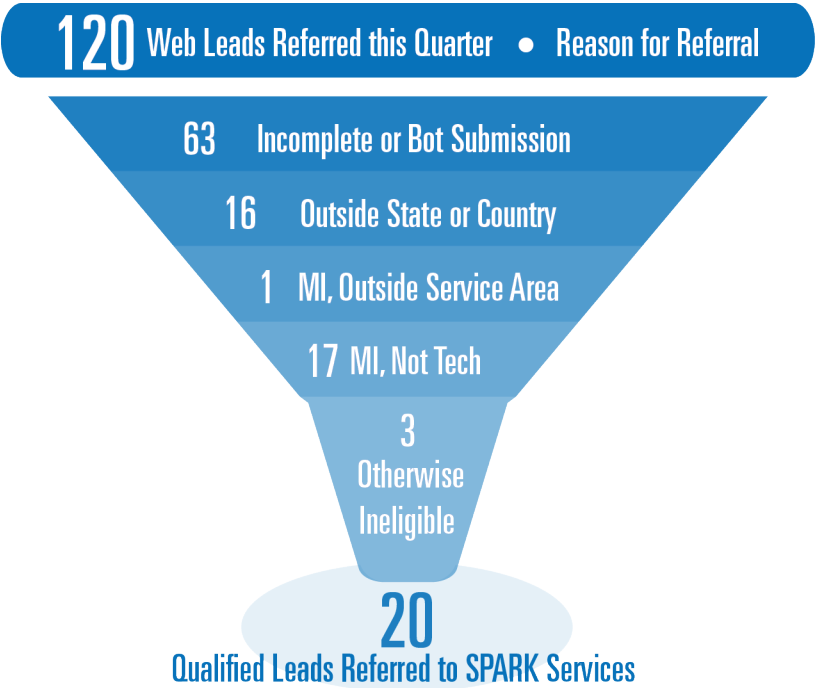 120 Web Leads Referred this Quarter • Reason for Referral
63 Incomplete or Bot Submission
16 Outside State or Country
1 MI, Outside Service Area
17 MI, Not Tech
3
Otherwise
Ineligible
20
Qualified Leads Referred to SPARK Services